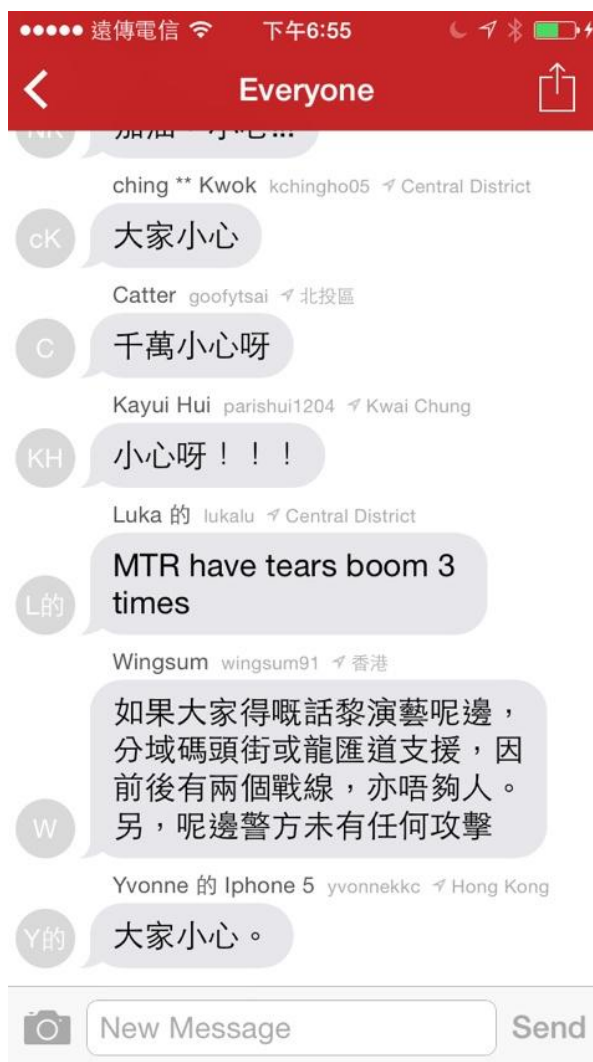 遠傳電信 下午6:55
Everyone
ching ** Kwok kchingho05 Central District
cK 大家小心
Catter goofytsai 北投區
C 千萬小心呀
Kayui Hui parishui1204 Kwai Chung
KH 小心呀！！！
Luka 的 lukalu Central District
MTR have tears boom 3
L的 times
Wingsum wingsum91 香港
如果大家得嘅話黎演藝呢邊，
分域碼頭街或龍匯道支援，因
前後有兩個戰線，亦唔夠人。
W 另，呢邊警方未有任何攻擊
Yvonne 的 Iphone 5 yvonnekkc Hong Kong
Y的 大家小心。
New Message Send